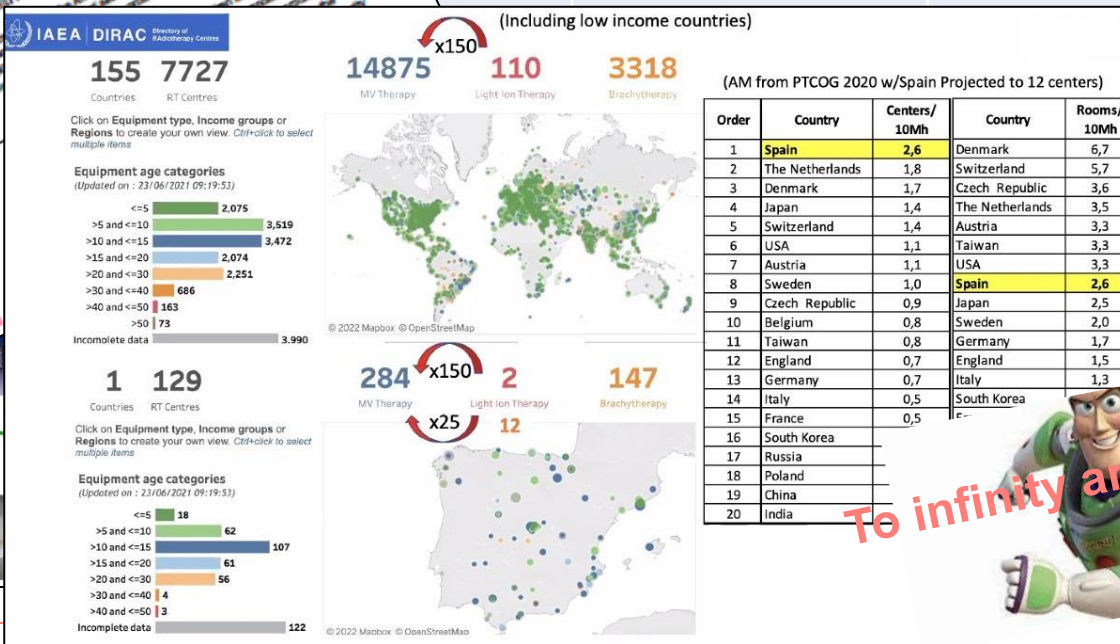 (Including low income countries)
IAEA | DIRAC Directory of RAdiotherapy Centres
155 7727
Countries RT Centres
x150
14875 110 3318
MV Therapy Light Ion Therapy Brachytherapy
Click on Equipment type, Income groups or
Regions to create your own view. Ctrl+click to select
multiple items
Equipment age categories
(Updated on : 23/06/2021 09:19:53)
<=5 2,075
>5 and <=10 3,519
>10 and <=15 3,472
>15 and <=20 2,074
>20 and <=30 2,251
>30 and <=40 686
>40 and <=50 163
>50 73
Incomplete data 3.990
© 2022 Mapbox © OpenStreetMap
1 129
Countries RT Centres
x150
284 2 147
MV Therapy Light Ion Therapy Brachytherapy
x25 12
Click on Equipment type, Income groups or
Regions to create your own view. Ctrl+click to select
multiple items
Equipment age categories
(Updated on : 23/06/2021 09:19:53)
<=5 18
>5 and <=10 62
>10 and <=15 107
>15 and <=20 61
>20 and <=30 56
>30 and <=40 4
>40 and <=50 3
Incomplete data 122
© 2022 Mapbox © OpenStreetMap
(AM from PTCOG 2020 w/Spain Projected to 12 centers)
Order Country Centers/ 10Mh Country Rooms/ 10Mh
1 Spain 2,6 Denmark 6,7
2 The Netherlands 1,8 Switzerland 5,7
3 Denmark 1,7 Czech Republic 3,6
4 Japan 1,4 The Netherlands 3,5
5 Switzerland 1,4 Austria 3,3
6 USA 1,1 Taiwan 3,3
7 Austria 1,1 USA 3,3
8 Sweden 1,0 Spain 2,6
9 Czech Republic 0,9 Japan 2,5
10 Belgium 0,8 Sweden 2,0
11 Taiwan 0,8 Germany 1,7
12 England 0,7 England 1,5
13 Germany 0,7 Italy 1,3
14 Italy 0,5 South Korea
15 France 0,5
16 South Korea
17 Russia
18 Poland
19 China
20 India
To infinity an